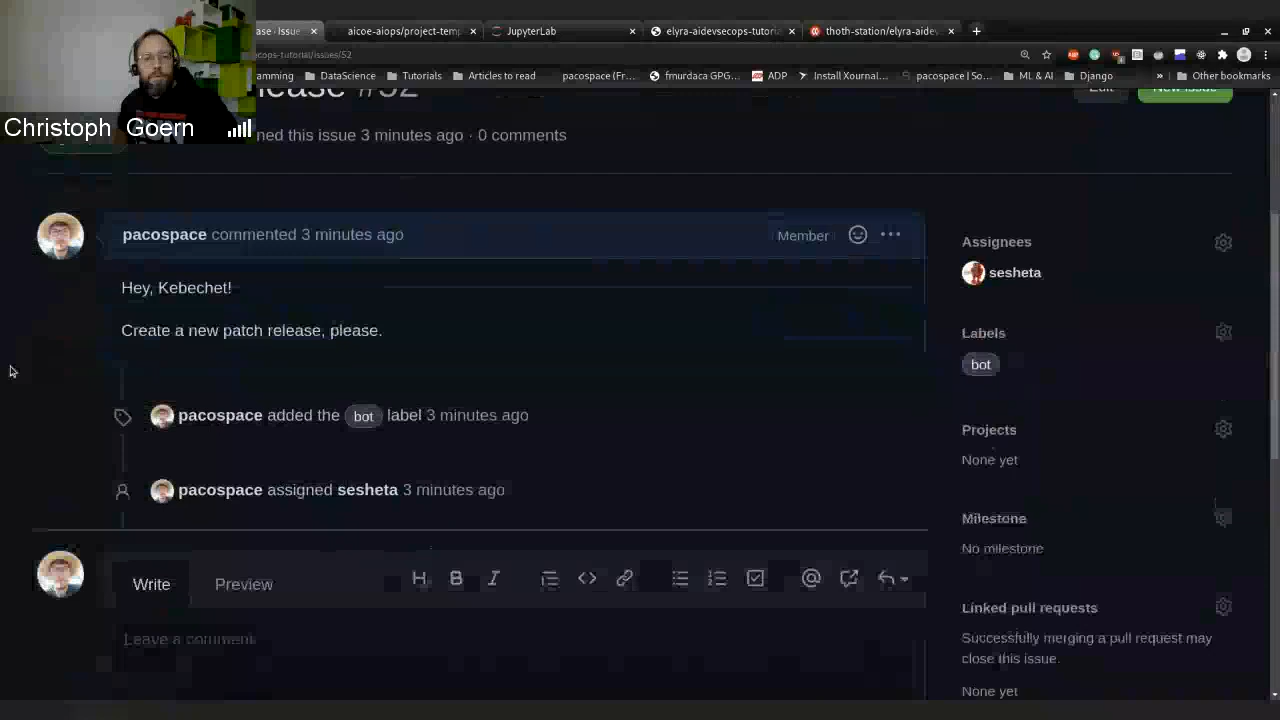 ase · Issue
aicoe-aiops/project-temp
JupyterLab
elyra-aidevsecops-tutoria
thoth-station/elyra-aidev
cops-tutorial/issues/52
mming
DataScience
Tutorials
Articles to read
pacospace (Fr...
fmurdaca GPG...
ADP
Install Xournal...
pacospace | So...
ML & AI
Django
»
Other bookmarks
Christoph Goern
lease #52
Edit
New issue
ned this issue 3 minutes ago · 0 comments
pacospace commented 3 minutes ago
Member
Hey, Kebechet!
Create a new patch release, please.
pacospace added the bot label 3 minutes ago
pacospace assigned sesheta 3 minutes ago
Write
Preview
Leave a comment
Assignees
sesheta
Labels
bot
Projects
None yet
Milestone
No milestone
Linked pull requests
Successfully merging a pull request may
close this issue.
None yet